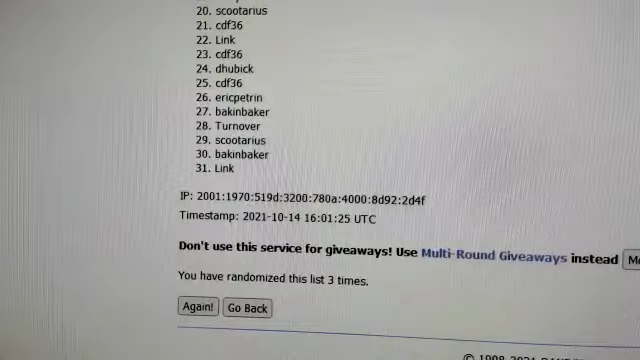 20. scootarius
21. cdf36
22. Link
23. cdf36
24. dhubick
25. cdf36
26. ericpetrin
27. bakinbaker
28. Turnover
29. scootarius
30. bakinbaker
31. Link
IP: 2001:1970:519d:3200:780a:4000:8d92:2d4f
Timestamp: 2021-10-14 16:01:25 UTC
Don't use this service for giveaways! Use Multi-Round Giveaways instead
You have randomized this list 3 times.
Again! Go Back